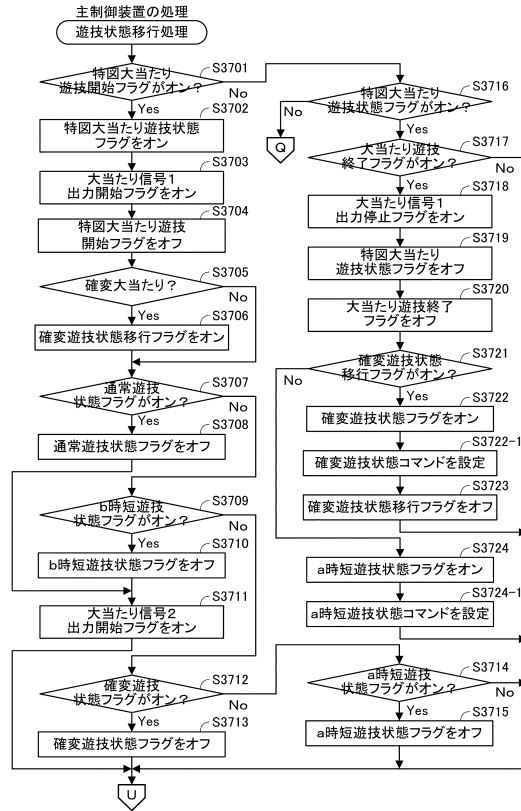 主制御装置の処理
遊技状態移行処理
S3701
特図大当たり
遊技開始フラグがオン？
No
Yes
S3702
特図大当たり遊技状態
フラグをオン
S3703
大当たり信号1
出力開始フラグをオン
S3704
特図大当たり遊技
開始フラグをオフ
S3705
確変大当たり？
No
Yes
S3706
確変遊技状態移行フラグをオン
S3707
通常遊技
状態フラグがオン？
No
Yes
S3708
通常遊技状態フラグをオフ
S3709
b時短遊技
状態フラグがオン？
No
Yes
S3710
b時短遊技状態フラグをオフ
S3711
大当たり信号2
出力開始フラグをオン
S3712
確変遊技
状態フラグがオン？
No
Yes
S3713
確変遊技状態フラグをオフ
U
S3716
特図大当たり
遊技状態フラグがオン？
No
Yes
Q
S3717
大当たり遊技
終了フラグがオン？
No
Yes
S3718
大当たり信号1
出力停止フラグをオン
S3719
特図大当たり
遊技状態フラグをオフ
S3720
大当たり遊技終了
フラグをオフ
S3721
確変遊技状態
移行フラグがオン？
No
Yes
S3722
確変遊技状態フラグをオン
S3722-1
確変遊技状態コマンドを設定
S3723
確変遊技状態移行フラグをオフ
S3724
a時短遊技状態フラグをオン
S3724-1
a時短遊技状態コマンドを設定
S3714
a時短遊技
状態フラグがオン？
No
Yes
S3715
a時短遊技状態フラグをオフ